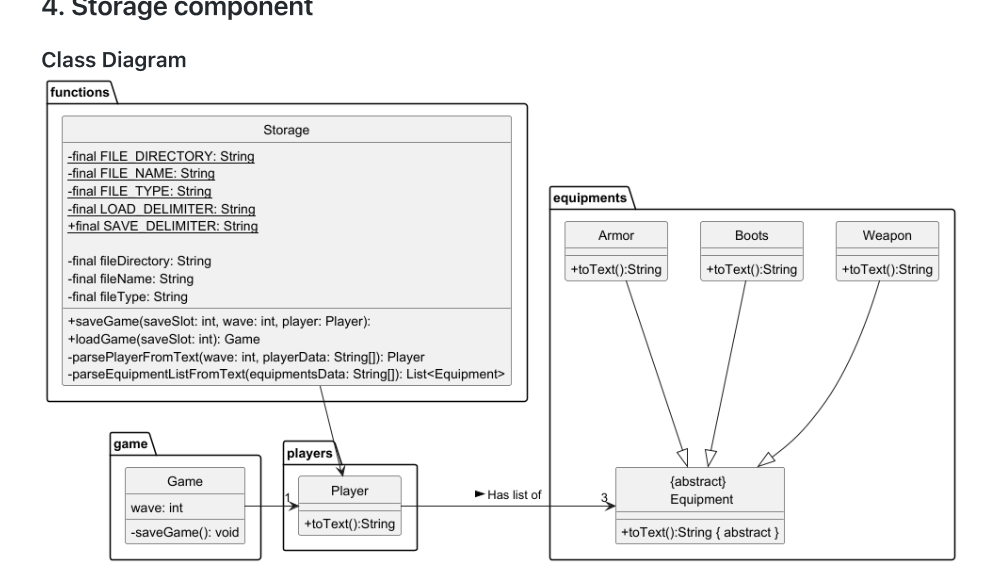 4. Storage component
Class Diagram
functions
Storage
-final FILE_DIRECTORY: String
-final FILE_NAME: String
-final FILE_TYPE: String
-final LOAD_DELIMITER: String
+final SAVE_DELIMITER: String
-final fileDirectory: String
-final fileName: String
-final fileType: String
+saveGame(saveSlot: int, wave: int, player: Player):
+loadGame(saveSlot: int): Game
-parsePlayerFromText(wave: int, playerData: String[]): Player
-parseEquipmentListFromText(equipmentsData: String[]): List<Equipment>
equipments
Armor
+toText():String
Boots
+toText():String
Weapon
+toText():String
game
Game
wave: int
-saveGame(): void
1
players
Player
+toText():String
► Has list of
3
{abstract}
Equipment
+toText():String { abstract }